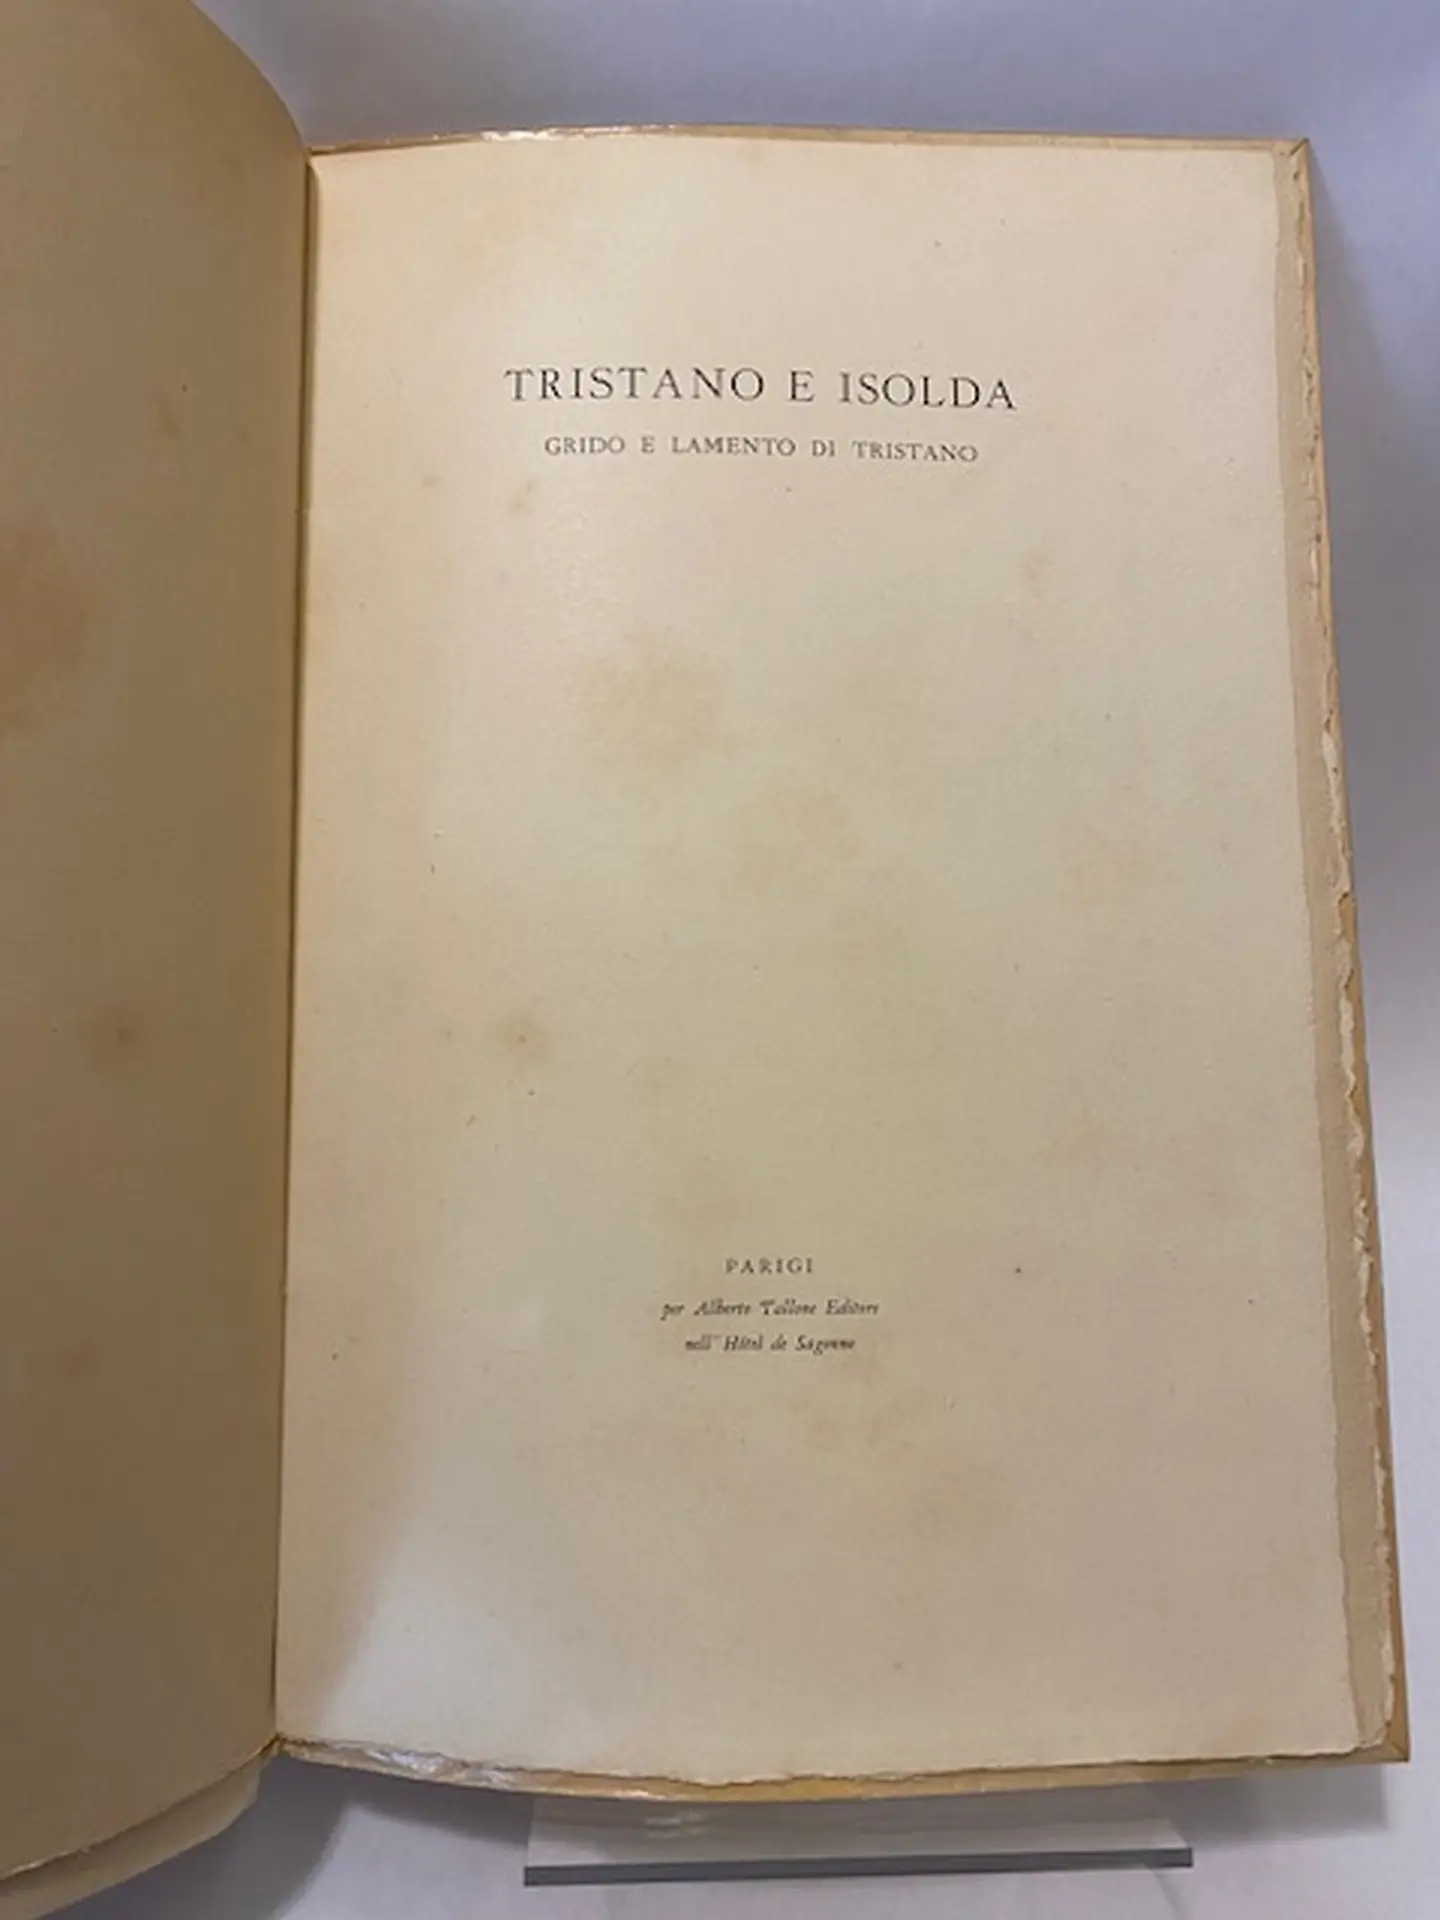 TRISTANO E ISOLDA
GRIDO E LAMENTO DI TRISTANO
PARIGI
per Alberto Tallone Editore
nell' Hôtel de Sagonne